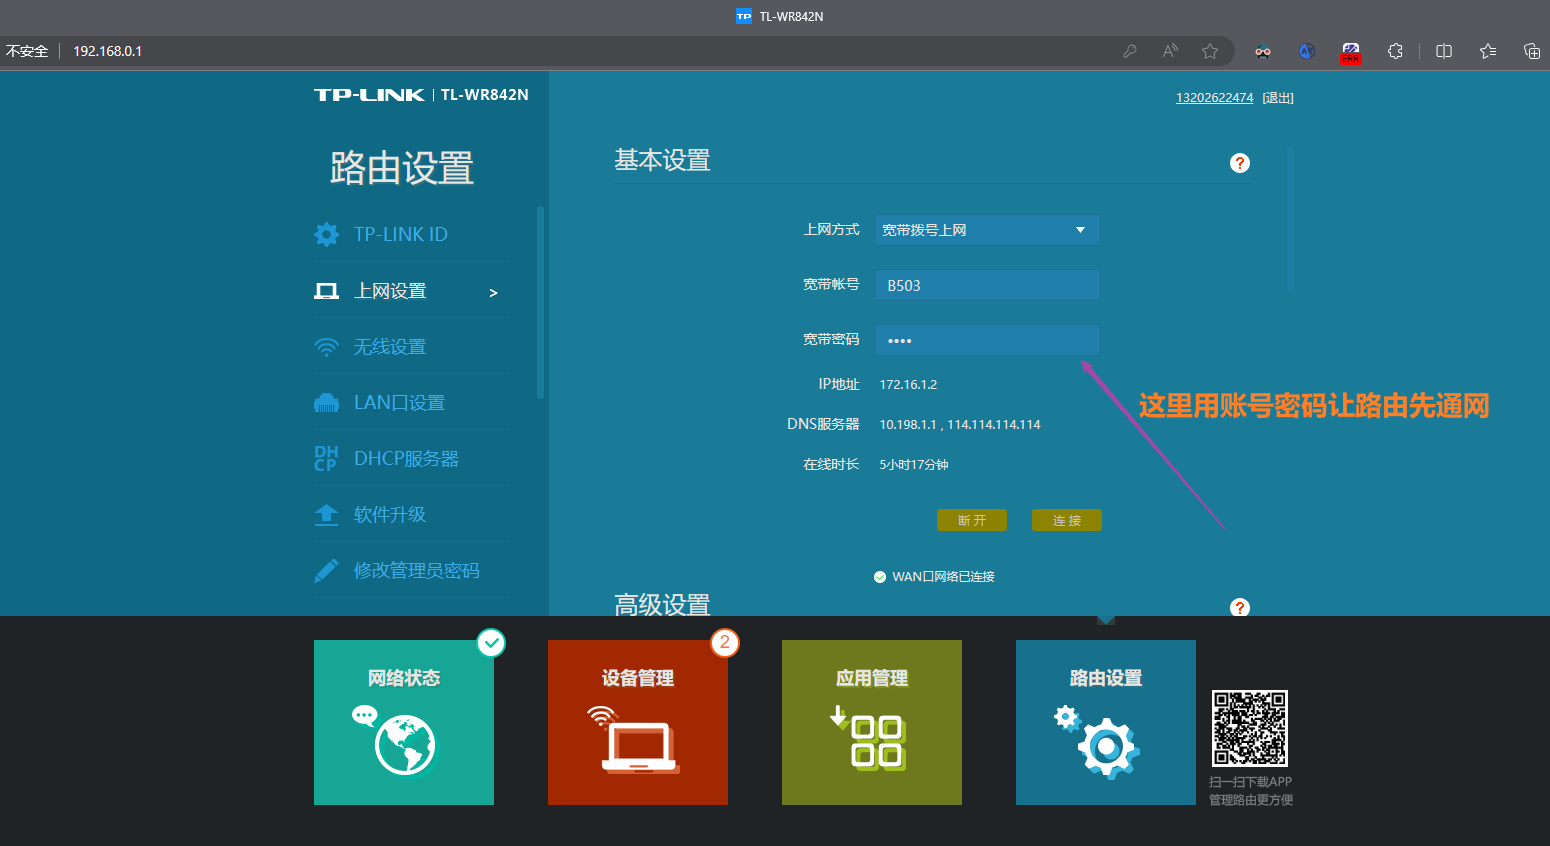 TL-WR842N
不安全 192.168.0.1
ERR
TP-LINK | TL-WR842N
13202622474 [退出]
路由设置
TP-LINK ID
上网设置 >
无线设置
LAN口设置
DHCP服务器
软件升级
修改管理员密码
基本设置
?
上网方式 宽带拨号上网
宽带帐号 B503
宽带密码 ••••
IP地址 172.16.1.2
DNS服务器 10.198.1.1 , 114.114.114.114
在线时长 5小时17分钟
这里用账号密码让路由先通网
断 开 连 接
WAN口网络已连接
高级设置
?
网络状态
2
设备管理
应用管理
路由设置
扫一扫下载APP
管理路由更方便